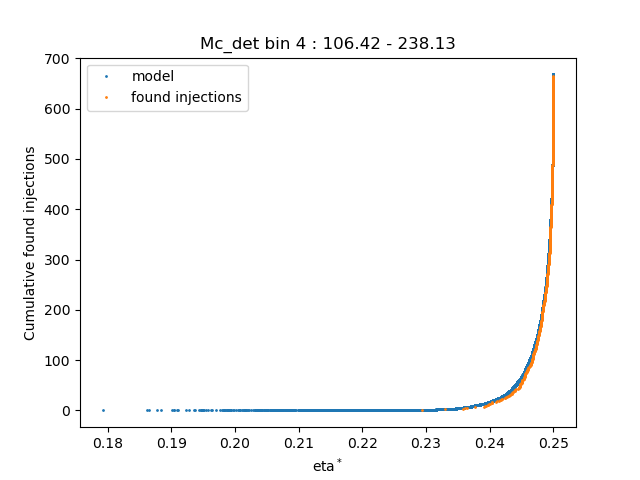 Mc_det bin 4 : 106.42 - 238.13
model
found injections
Cumulative found injections
700
600
500
400
300
200
100
0
0.18 0.19 0.20 0.21 0.22 0.23 0.24 0.25
eta*